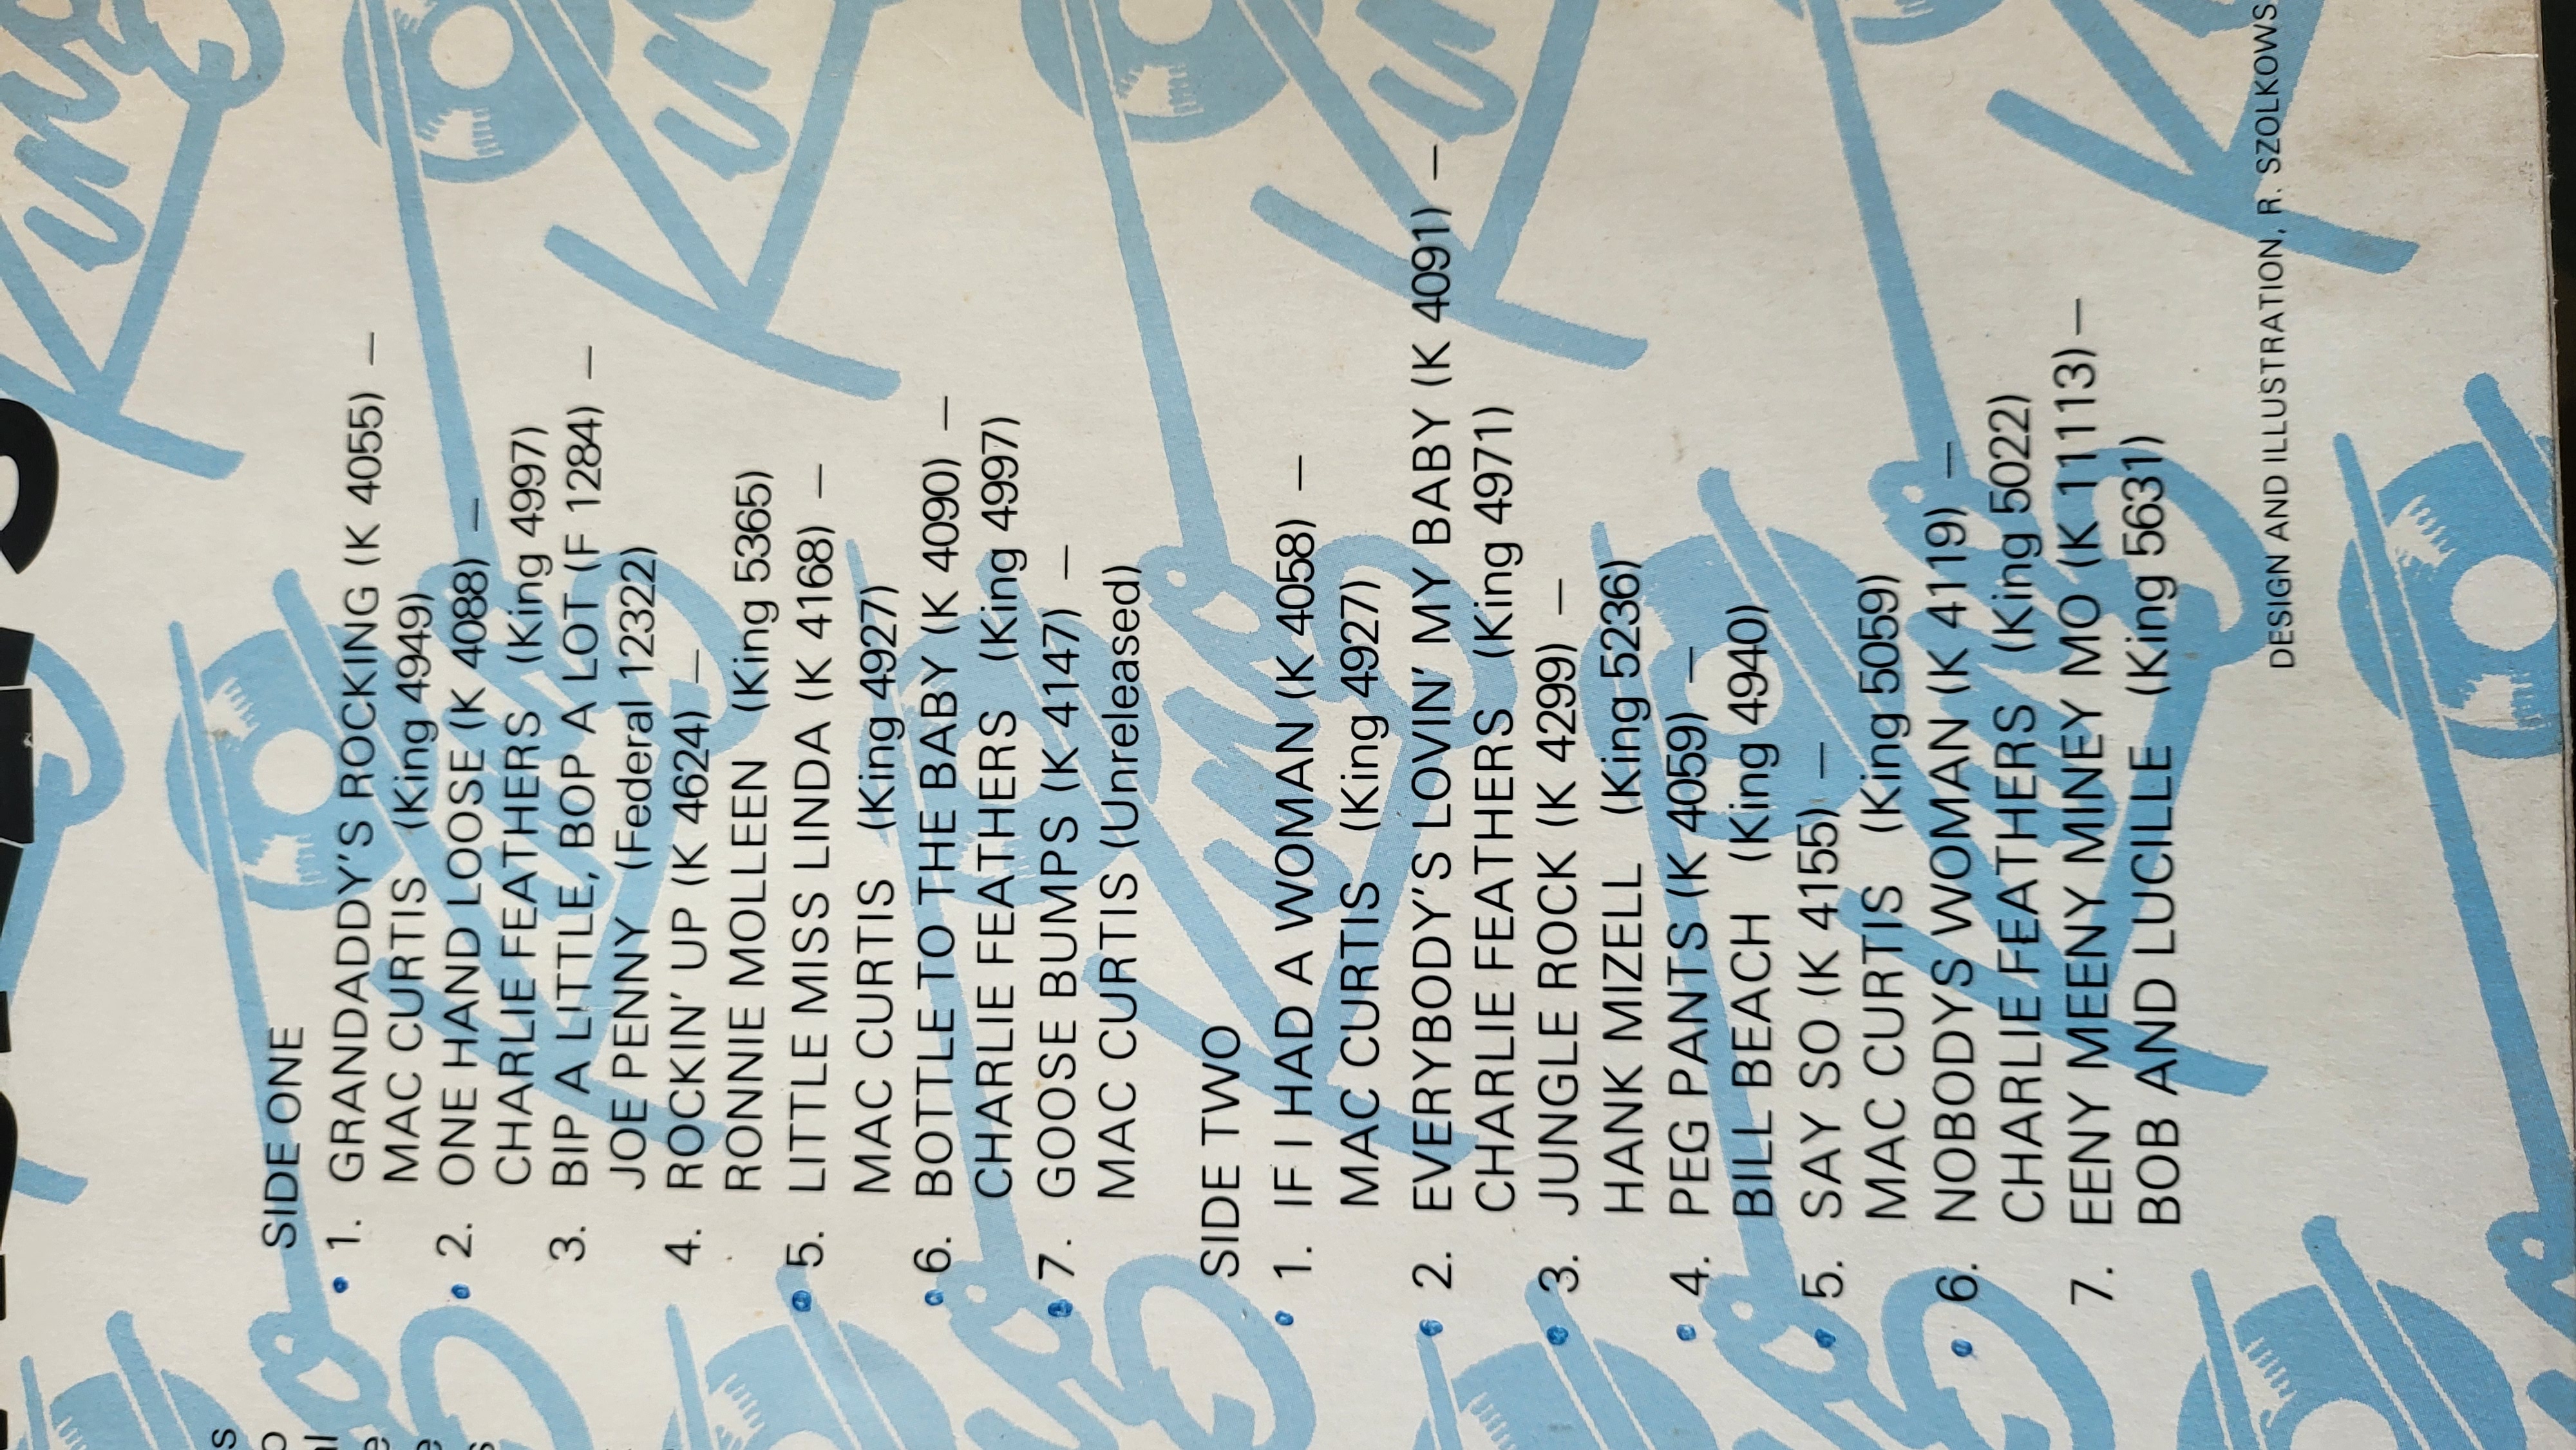 SIDE ONE
1. GRANDADDY'S ROCKING (K 4055) –
MAC CURTIS (King 4949)
2. ONE HAND LOOSE (K 4088) –
CHARLIE FEATHERS (King 4997)
3. BIP A LITTLE, BOP A LOT (F 1284) –
JOE PENNY (Federal 12322)
4. ROCKIN' UP (K 4624) –
RONNIE MOLLEEN (King 5365)
5. LITTLE MISS LINDA (K 4168) –
MAC CURTIS (King 4927)
6. BOTTLE TO THE BABY (K 4090) –
CHARLIE FEATHERS (King 4997)
7. GOOSE BUMPS (K 4147) –
MAC CURTIS (Unreleased)
SIDE TWO
1. IF I HAD A WOMAN (K 4058) –
MAC CURTIS (King 4927)
2. EVERYBODY'S LOVIN' MY BABY (K 4091) –
CHARLIE FEATHERS (King 4971)
3. JUNGLE ROCK (K 4299) –
HANK MIZELL (King 5236)
4. PEG PANTS (K 4059) –
BILL BEACH (King 4940)
5. SAY SO (K 4155) –
MAC CURTIS (King 5059)
6. NOBODYS WOMAN (K 4119) –
CHARLIE FEATHERS (King 5022)
7. EENY MEENY MINEY MO (K 11113) –
BOB AND LUCILLE (King 5631)
DESIGN AND ILLUSTRATION, R. SZOLKOWS
King